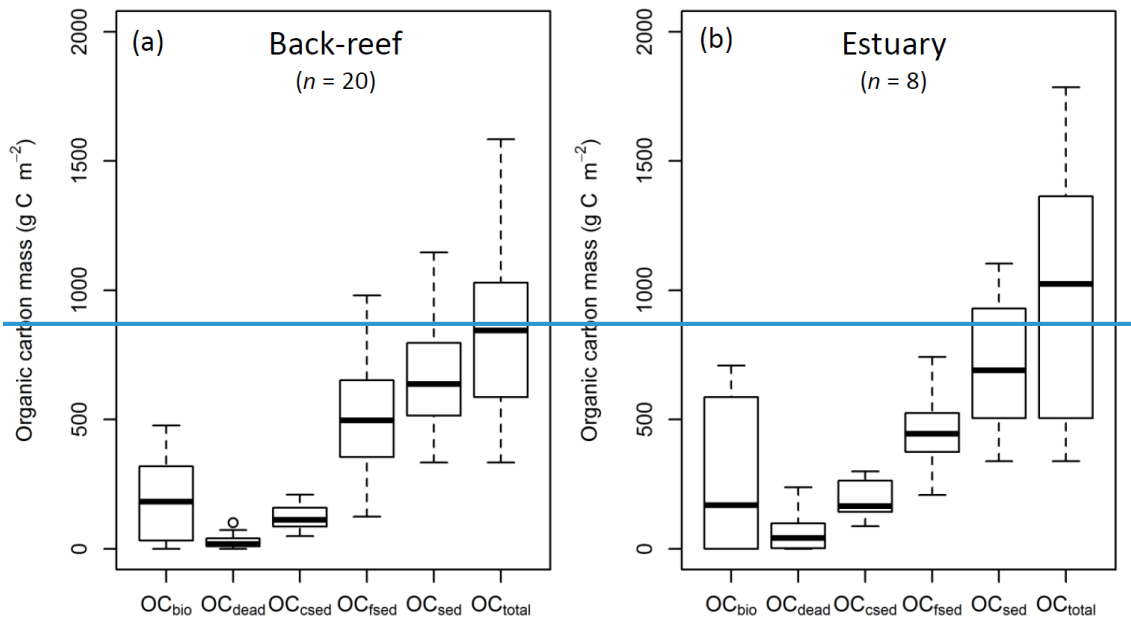 (a) Back-reef
(n = 20)
Organic carbon mass (g C m⁻²)
2000
1500
1000
500
0
OCbio OCdead OCcsed OCfsed OCsed OCtotal
(b) Estuary
(n = 8)
Organic carbon mass (g C m⁻²)
2000
1500
1000
500
0
OCbio OCdead OCcsed OCfsed OCsed OCtotal